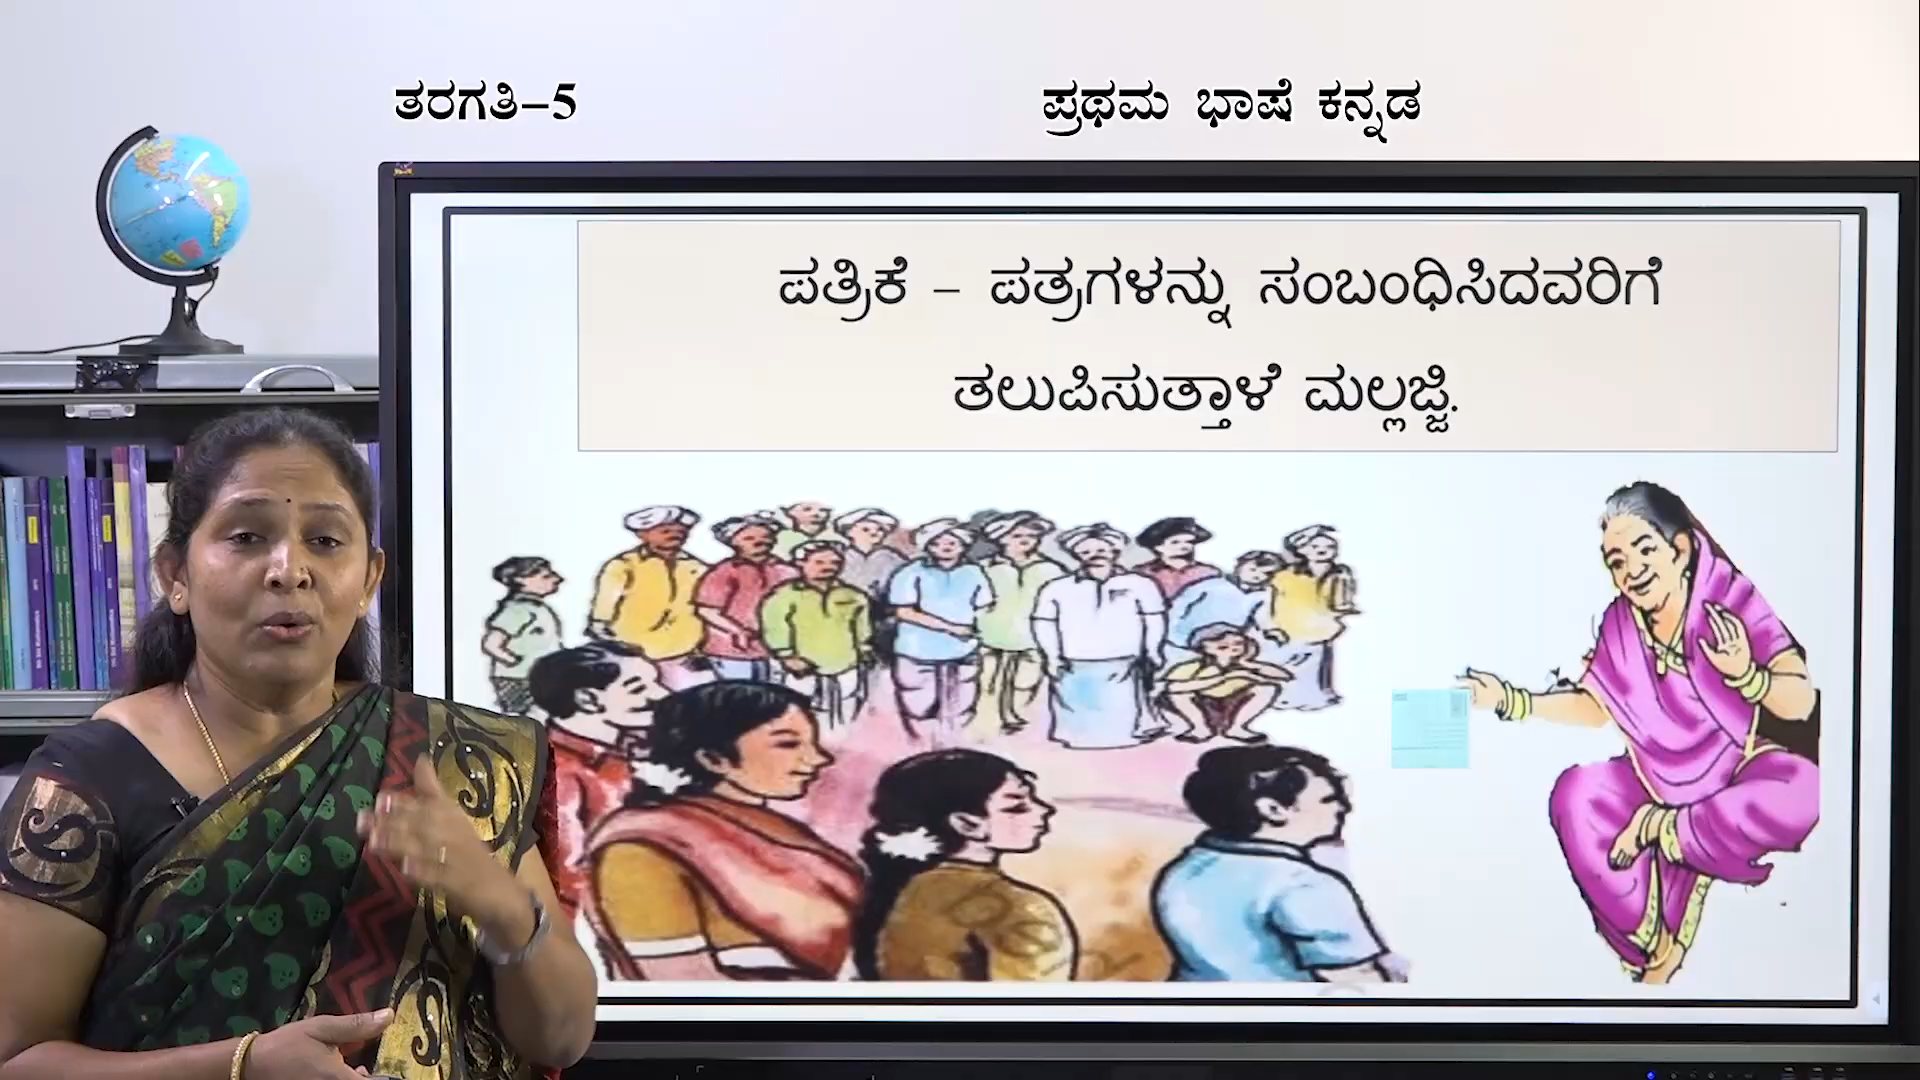 ತರಗತಿ–5
ಪ್ರಥಮ ಭಾಷೆ ಕನ್ನಡ
ಪತ್ರಿಕೆ – ಪತ್ರಗಳನ್ನು ಸಂಬಂಧಿಸಿದವರಿಗೆ
ತಲುಪಿಸುತ್ತಾಳೆ ಮಲ್ಲಜ್ಜಿ.